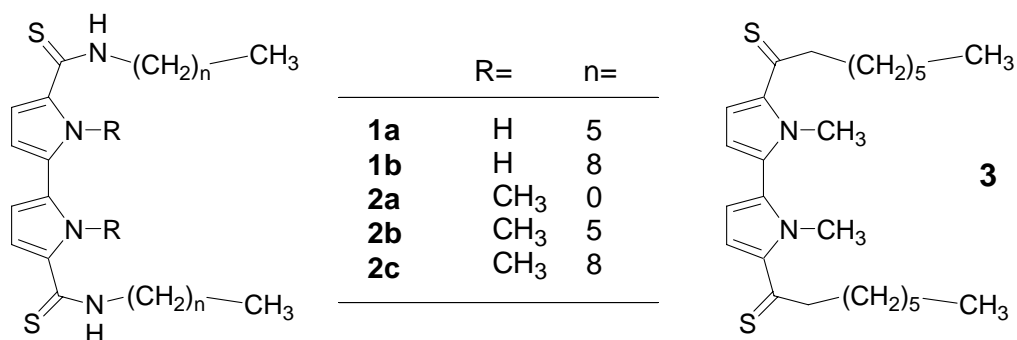 H
S N (CH₂)ₙ CH₃
N R
N R
S N (CH₂)ₙ CH₃
H
R= n=
1a H 5
1b H 8
2a CH₃ 0
2b CH₃ 5
2c CH₃ 8
S (CH₂)₅ CH₃
N CH₃
N CH₃
3
S (CH₂)₅ CH₃